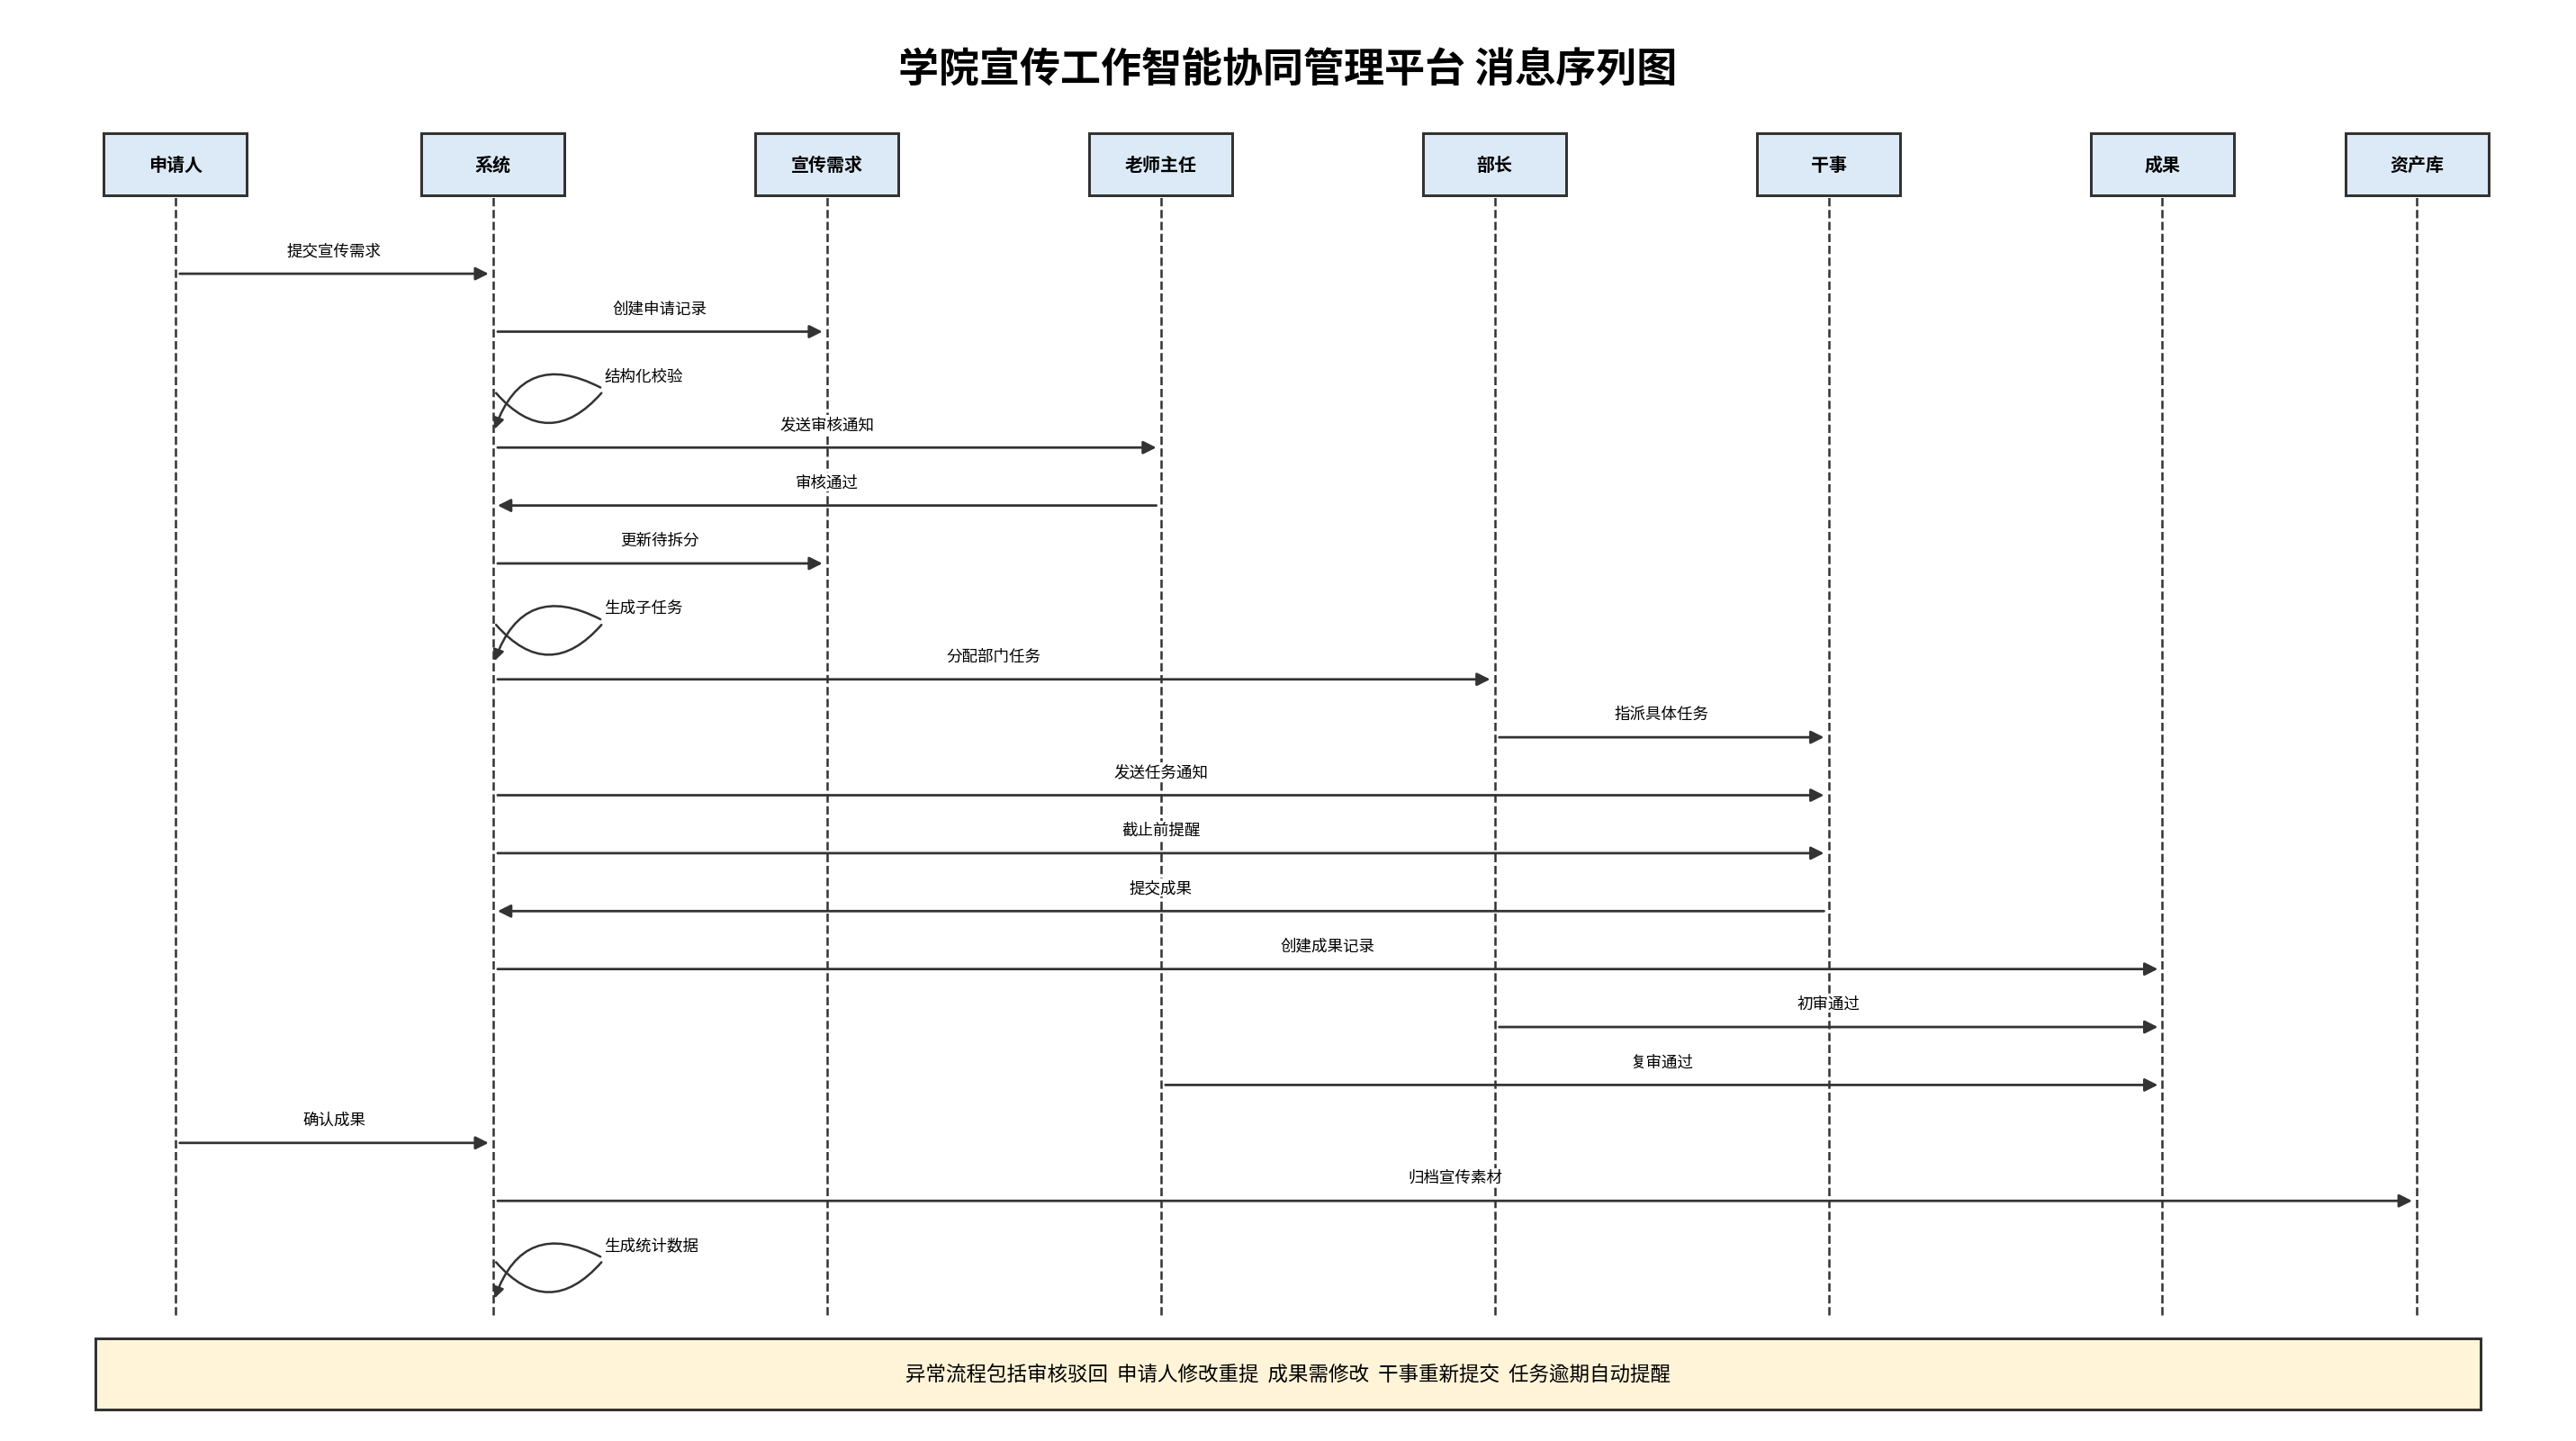 学院宣传工作智能协同管理平台 消息序列图
申请人
系统
宣传需求
老师主任
部长
干事
成果
资产库
提交宣传需求
创建申请记录
结构化校验
发送审核通知
审核通过
更新待拆分
生成子任务
分配部门任务
指派具体任务
发送任务通知
截止前提醒
提交成果
创建成果记录
初审通过
复审通过
确认成果
归档宣传素材
生成统计数据
异常流程包括审核驳回 申请人修改重提 成果需修改 干事重新提交 任务逾期自动提醒